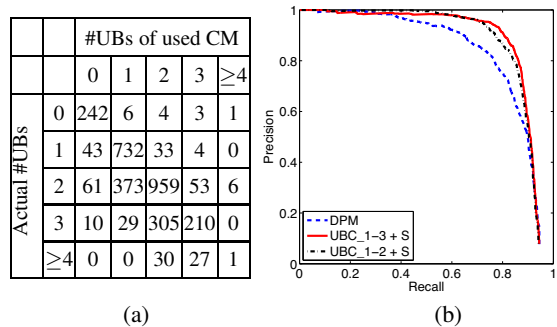 #UBs of used CM
0 1 2 3 ≥4
Actual #UBs
0 242 6 4 3 1
1 43 732 33 4 0
2 61 373 959 53 6
3 10 29 305 210 0
≥4 0 0 30 27 1
(a)
1
0.8
0.6
0.4
0.2
0
Precision
DPM
UBC_1−3 + S
UBC_1−2 + S
0 0.2 0.4 0.6 0.8 1
Recall
(b)